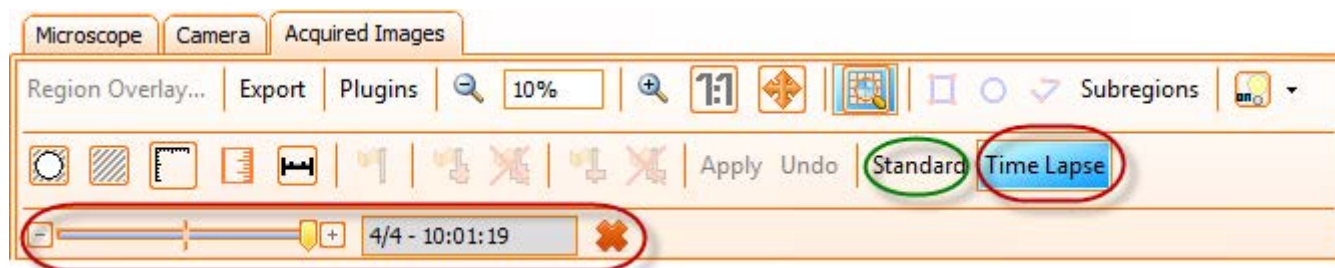 Microscope Camera Acquired Images
Region Overlay... Export Plugins 10% 1:1 Subregions on
Apply Undo Standard Time Lapse
- + 4/4 - 10:01:19